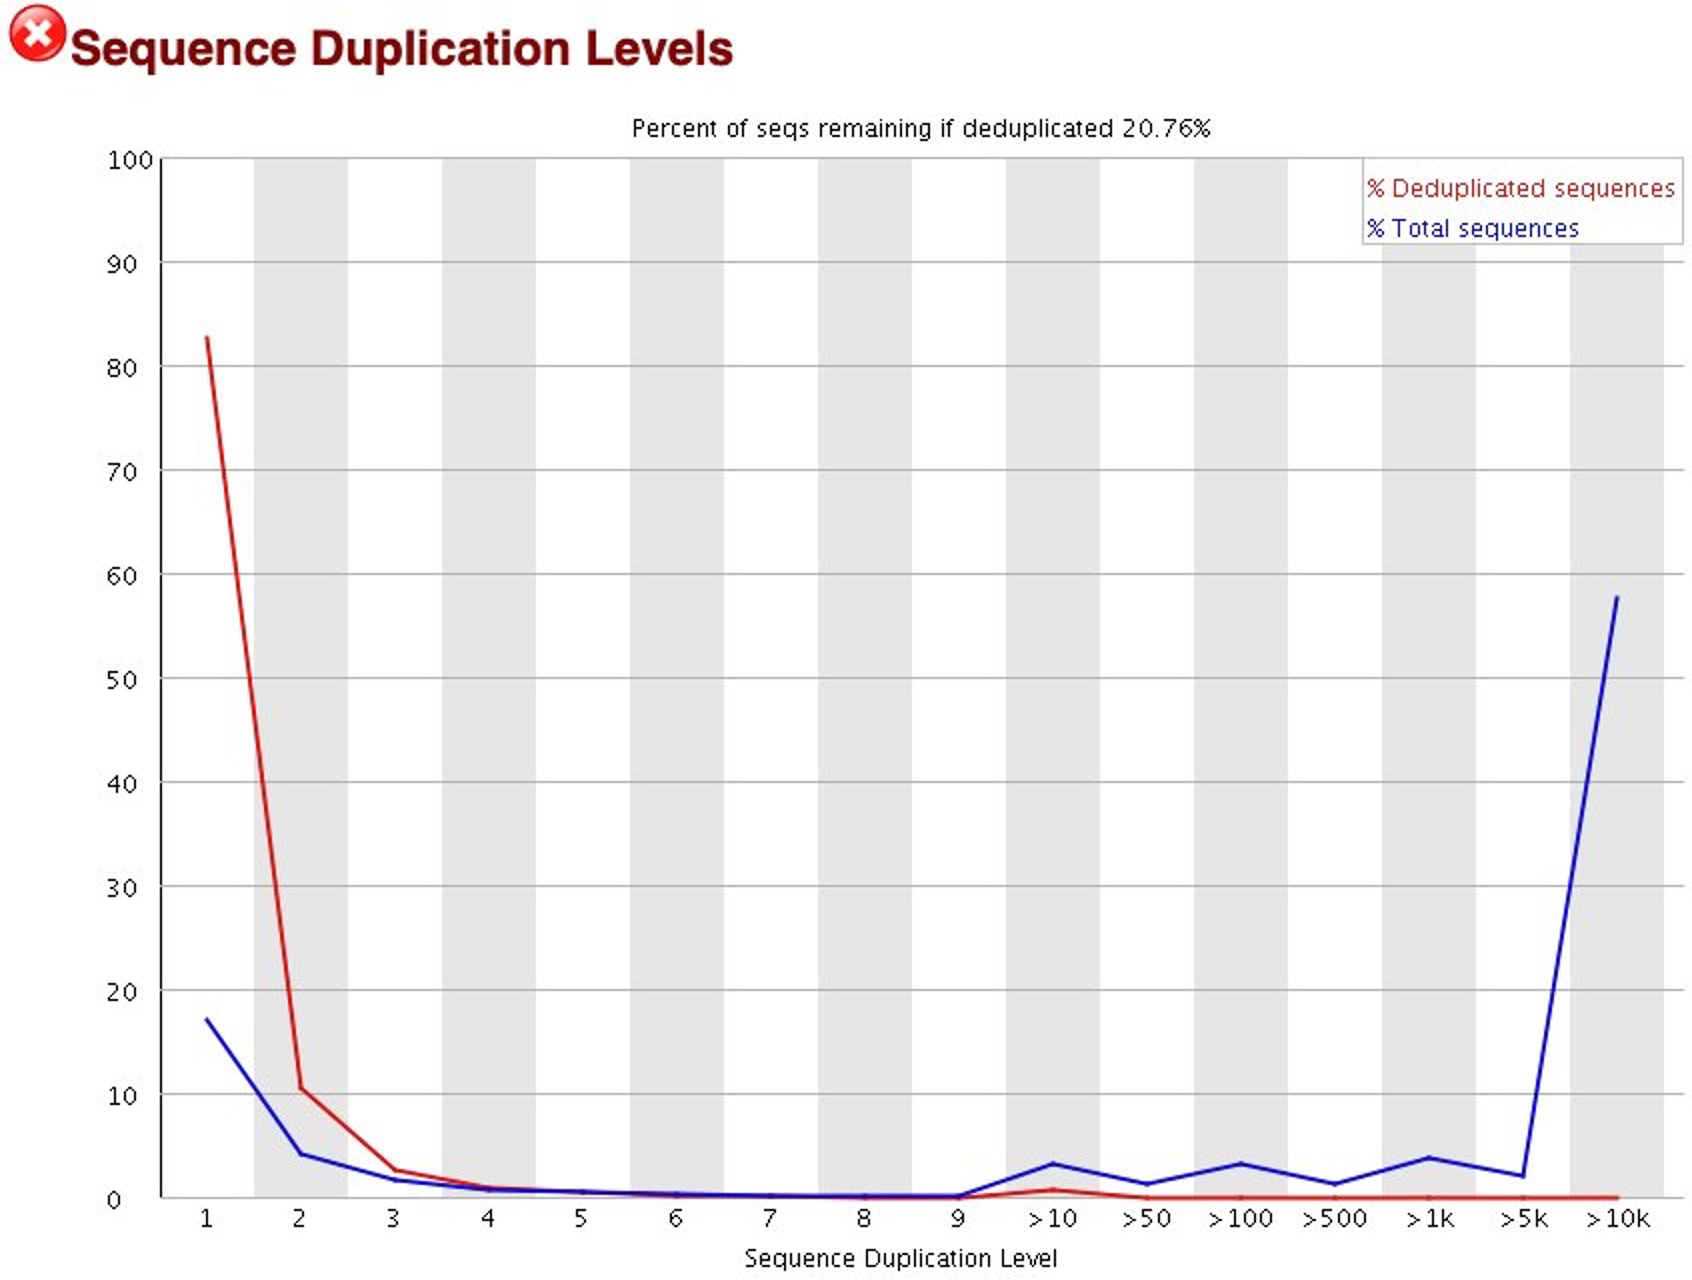 Sequence Duplication Levels
Percent of seqs remaining if deduplicated 20.76%
% Deduplicated sequences
% Total sequences
100
90
80
70
60
50
40
30
20
10
0
1 2 3 4 5 6 7 8 9 >10 >50 >100 >500 >1k >5k >10k
Sequence Duplication Level